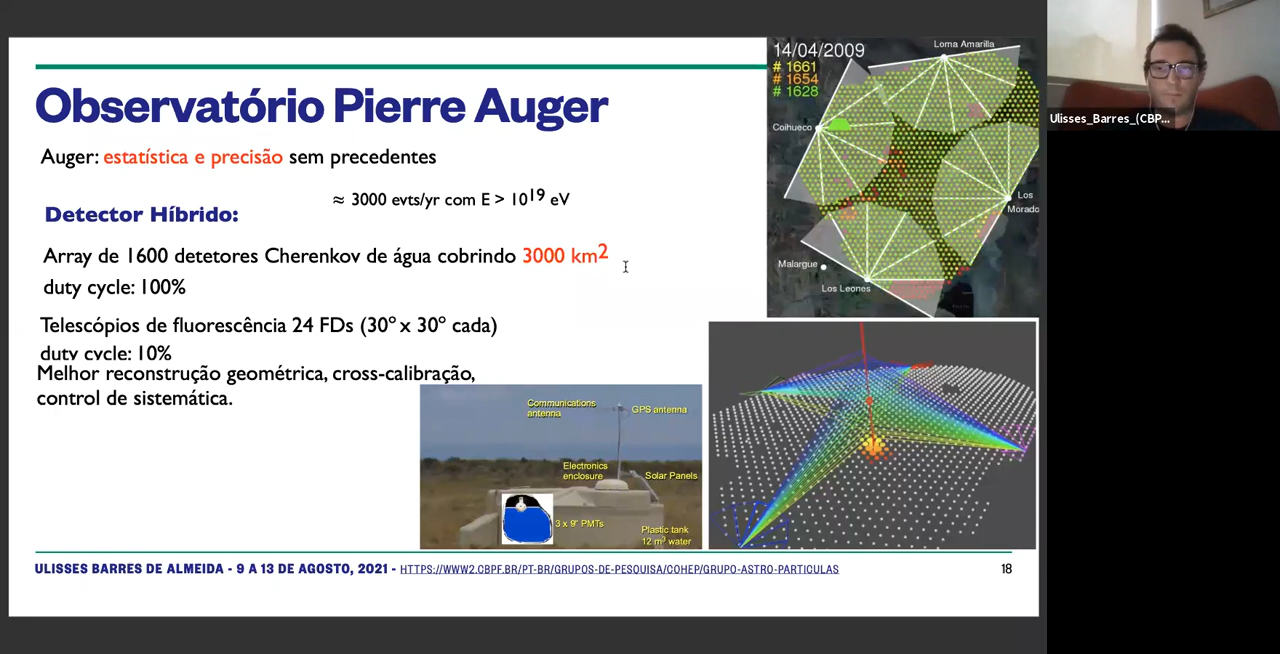 Observatório Pierre Auger
Auger: estatística e precisão sem precedentes
≈ 3000 evts/yr com E > 10¹⁹ eV
Detector Híbrido:
Array de 1600 detetores Cherenkov de água cobrindo 3000 km²
duty cycle: 100%
Telescópios de fluorescência 24 FDs (30º x 30º cada)
duty cycle: 10%
Melhor reconstrução geométrica, cross-calibração,
control de sistemática.
14/04/2009
# 1661
# 1654
# 1628
Loma Amarilla
Coihueco
Los
Morado
Malargue
Los Leones
Communications
antenna
GPS antenna
Electronics
enclosure
Solar Panels
3 x 9" PMTs
Plastic tank
12 m³ water
ULISSES BARRES DE ALMEIDA - 9 A 13 DE AGOSTO, 2021 - HTTPS://WWW2.CBPF.BR/PT-BR/GRUPOS-DE-PESQUISA/COHEP/GRUPO-ASTRO-PARTICULAS
18
Ulisses_Barres_(CBP...